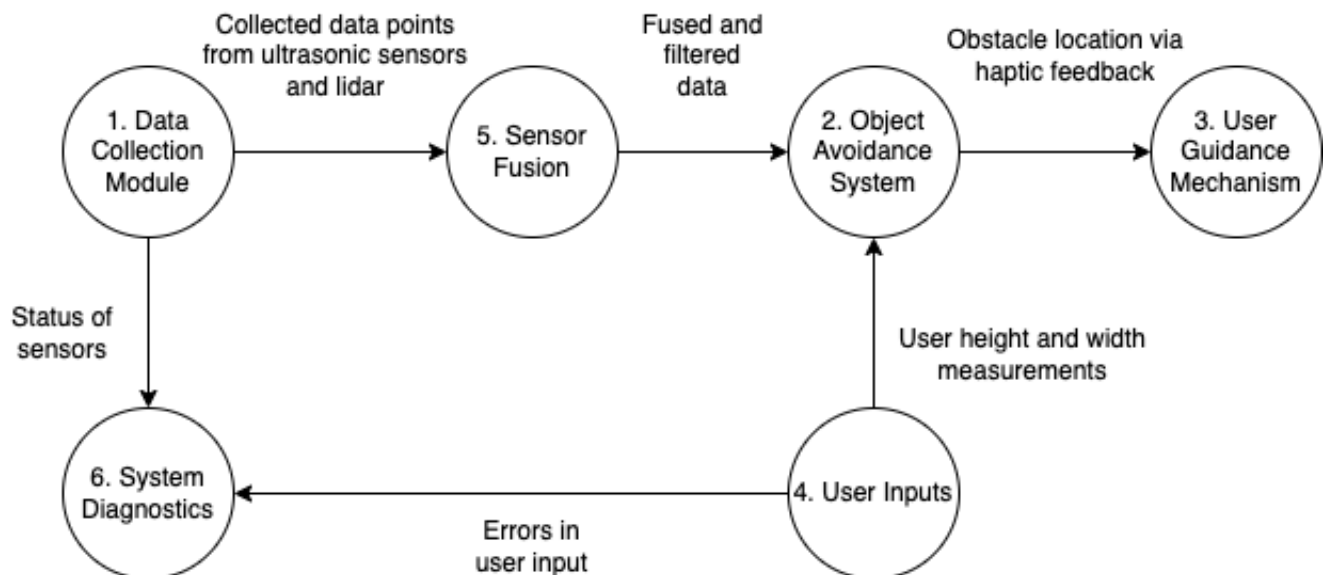 Collected data points
from ultrasonic sensors
and lidar
Fused and
filtered
data
Obstacle location via
haptic feedback
1. Data
Collection
Module
5. Sensor
Fusion
2. Object
Avoidance
System
3. User
Guidance
Mechanism
Status of
sensors
User height and width
measurements
6. System
Diagnostics
4. User Inputs
Errors in
user input